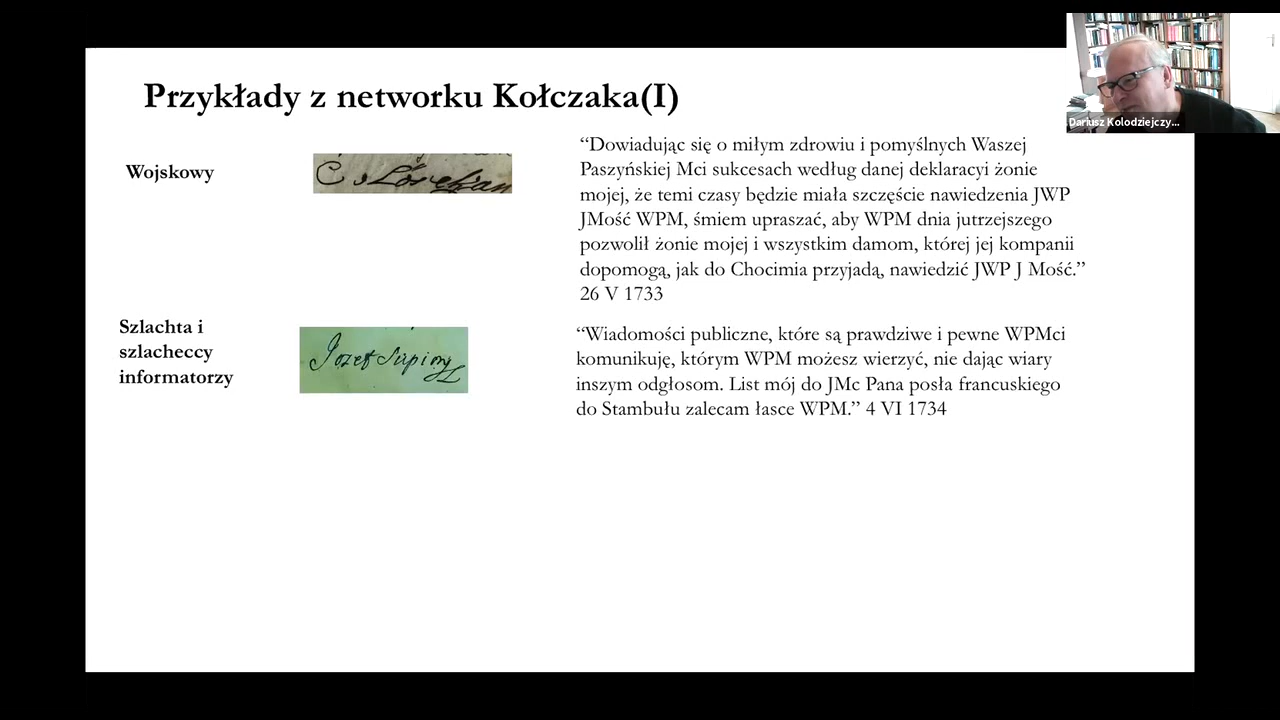 Przykłady z networku Kołczaka(I)
Dariusz Kolodziejczy...
Wojskowy
“Dowiadując się o miłym zdrowiu i pomyślnych Waszej
Paszyńskiej Mci sukcesach według danej deklaracyi żonie
mojej, że temi czasy będzie miała szczęście nawiedzenia JWP
JMość WPM, śmiem upraszać, aby WPM dnia jutrzejszego
pozwolił żonie mojej i wszystkim damom, której jej kompanii
dopomogą, jak do Chocimia przyjadą, nawiedzić JWP J Mość.”
26 V 1733
Szlachta i
szlacheccy
informatorzy
Jozef
“Wiadomości publiczne, które są prawdziwe i pewne WPMci
komunikuję, którym WPM możesz wierzyć, nie dając wiary
inszym odgłosom. List mój do JMc Pana posła francuskiego
do Stambułu zalecam łasce WPM.” 4 VI 1734